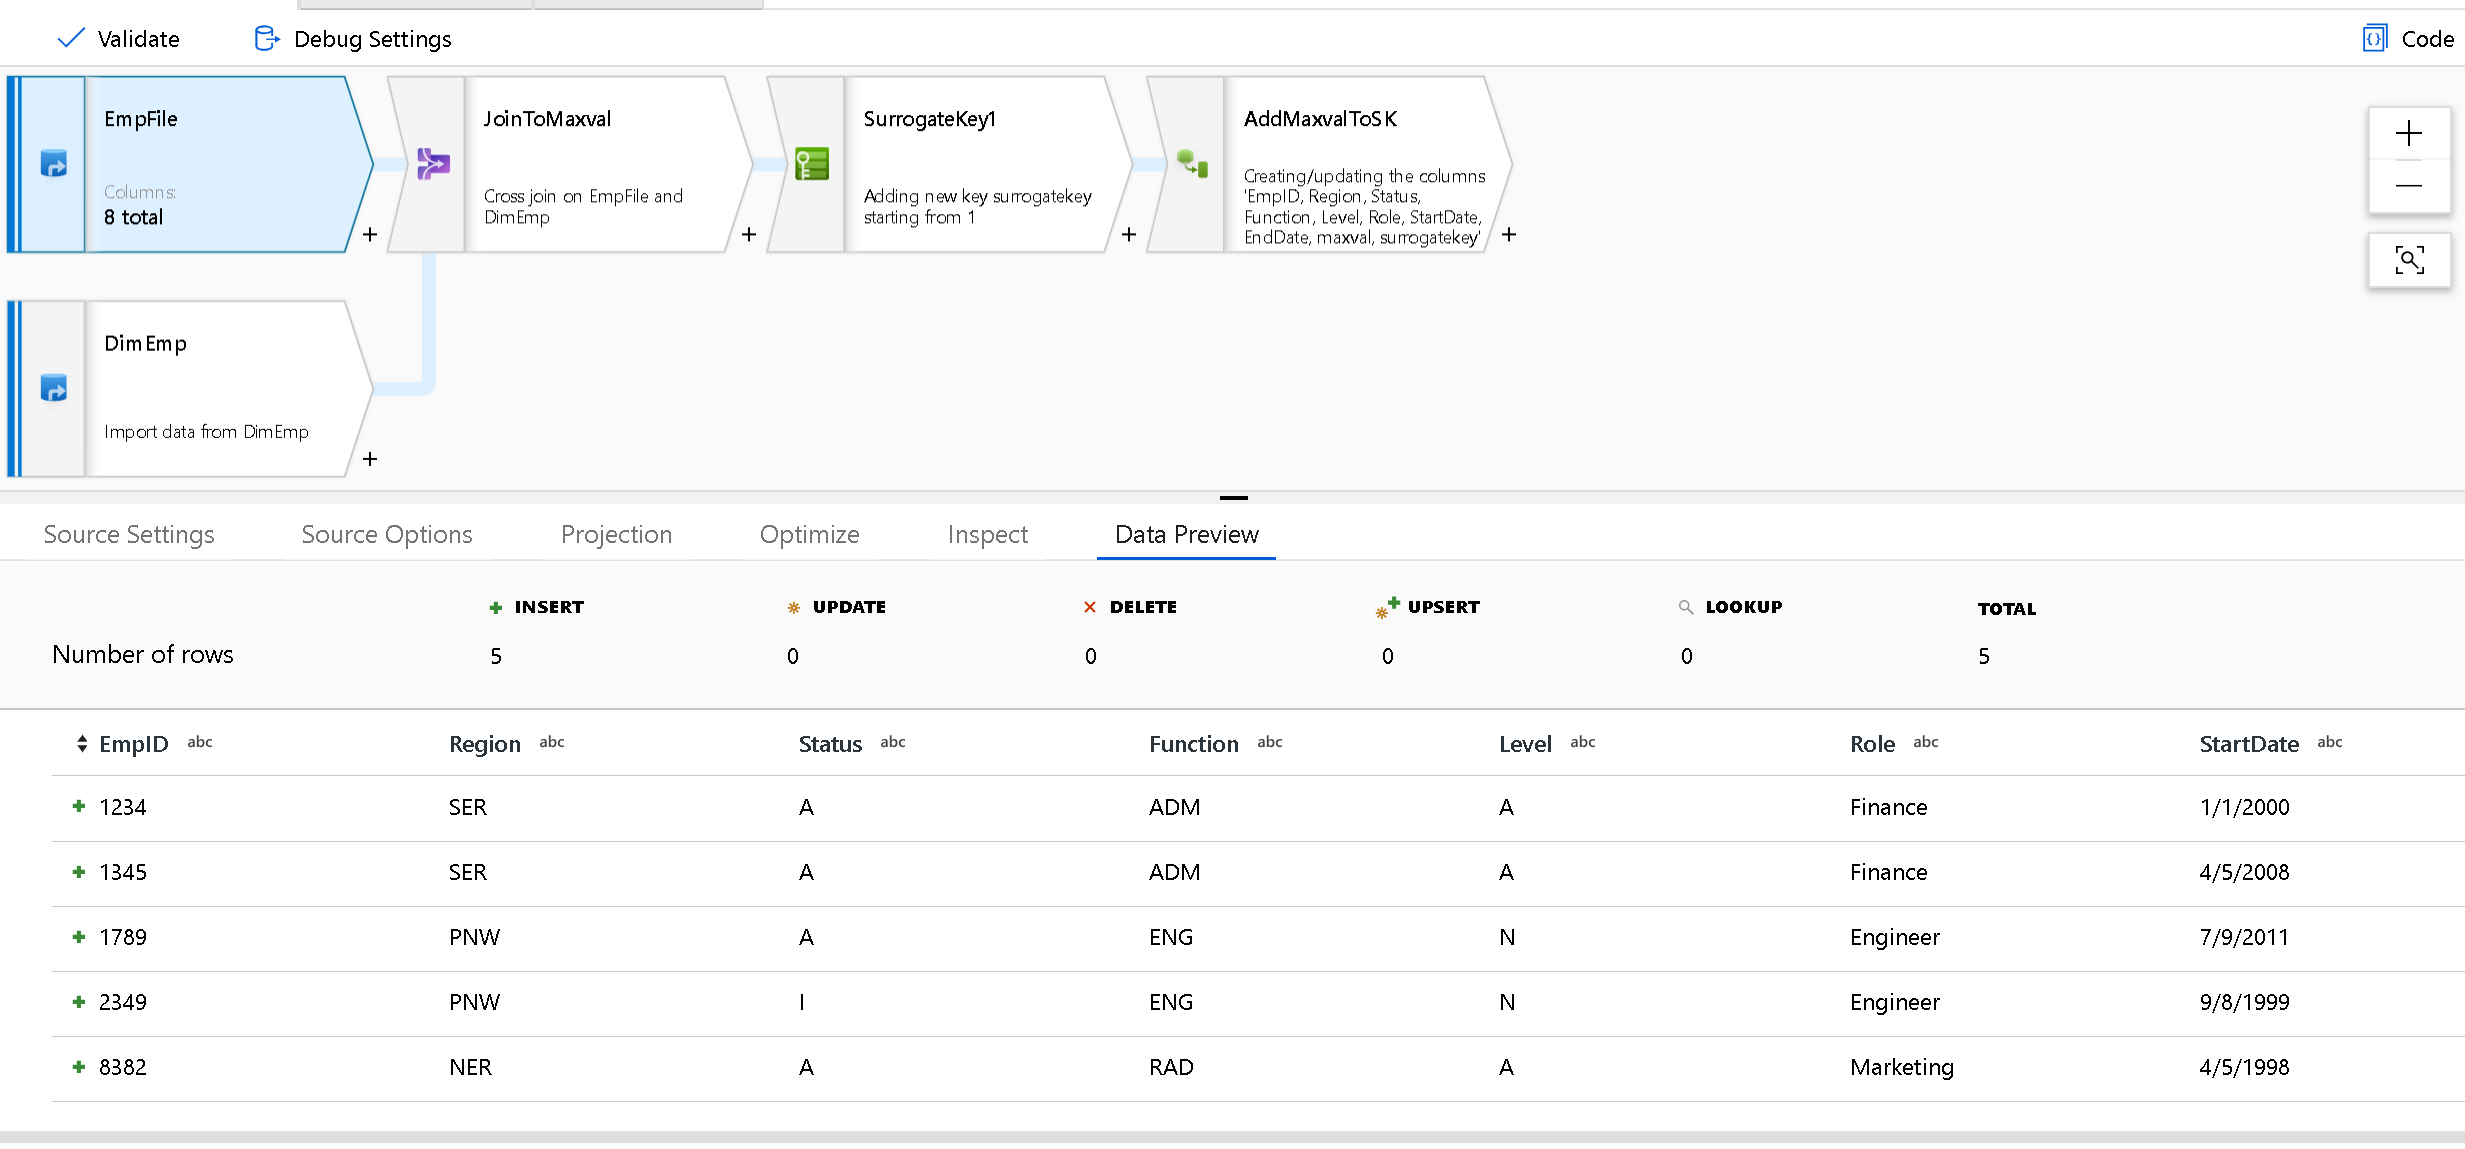 Validate Debug Settings Code
EmpFile
Columns:
8 total
+
JoinToMaxval
Cross join on EmpFile and
DimEmp
+
SurrogateKey1
Adding new key surrogatekey
starting from 1
+
AddMaxvalToSK
Creating/updating the columns
'EmpID, Region, Status,
Function, Level, Role, StartDate,
EndDate, maxval, surrogatekey'
+
DimEmp
Import data from DimEmp
+
Source Settings Source Options Projection Optimize Inspect Data Preview
INSERT UPDATE DELETE UPSERT LOOKUP TOTAL
Number of rows 5 0 0 0 0 5
EmpID abc Region abc Status abc Function abc Level abc Role abc StartDate abc
1234 SER A ADM A Finance 1/1/2000
1345 SER A ADM A Finance 4/5/2008
1789 PNW A ENG N Engineer 7/9/2011
2349 PNW I ENG N Engineer 9/8/1999
8382 NER A RAD A Marketing 4/5/1998